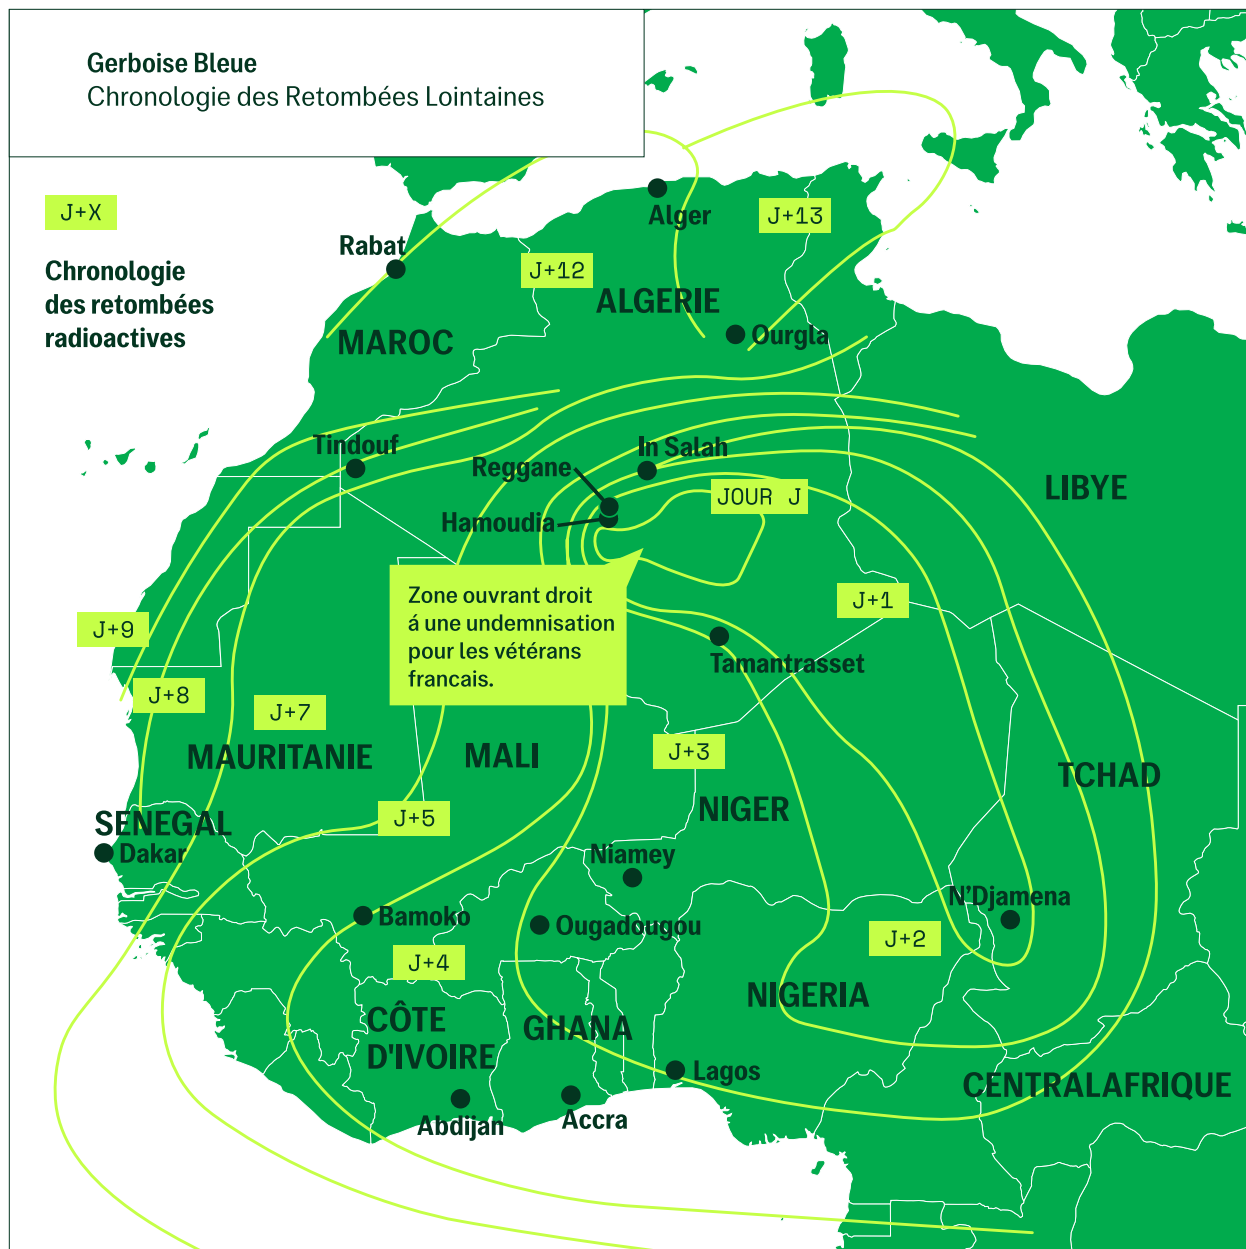 Gerboise Bleue
Chronologie des Retombées Lointaines
J+X
Chronologie
des retombées
radioactives
Alger
J+13
Rabat
J+12
ALGERIE
MAROC
Ourgla
Tindouf
In Salah
Reggane
LIBYE
JOUR J
Hamoudia
Zone ouvrant droit
á une undemnisation
pour les vétérans
francais.
J+1
J+9
Tamantrasset
J+8
J+7
MAURITANIE
MALI
J+3
TCHAD
NIGER
J+5
SENEGAL
Dakar
Niamey
N'Djamena
Bamoko
Ougadougou
J+2
J+4
NIGERIA
CÔTE
D'IVOIRE
GHANA
Lagos
CENTRALAFRIQUE
Abdijan
Accra